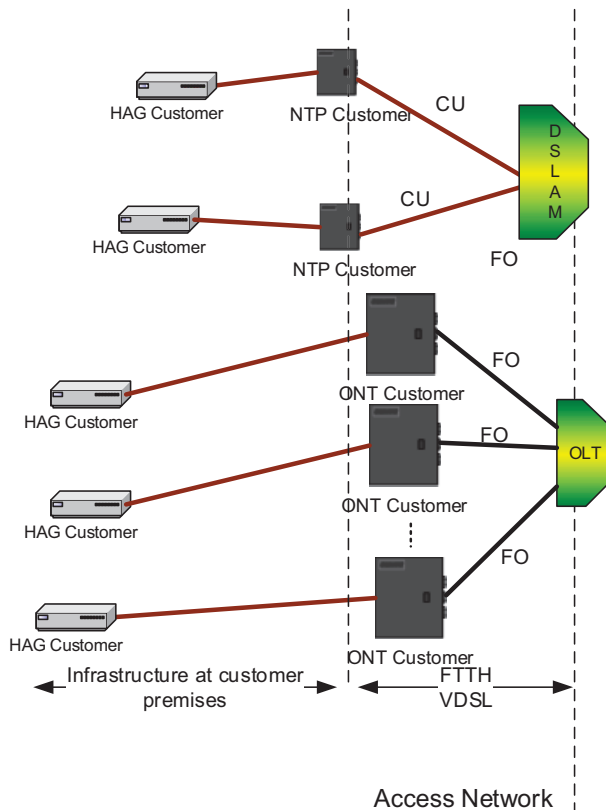 HAG Customer
NTP Customer
CU
DSLAM
HAG Customer
NTP Customer
CU
FO
HAG Customer
ONT Customer
FO
HAG Customer
ONT Customer
FO
OLT
HAG Customer
ONT Customer
FO
Infrastructure at customer
premises
FTTH
VDSL
Access Network